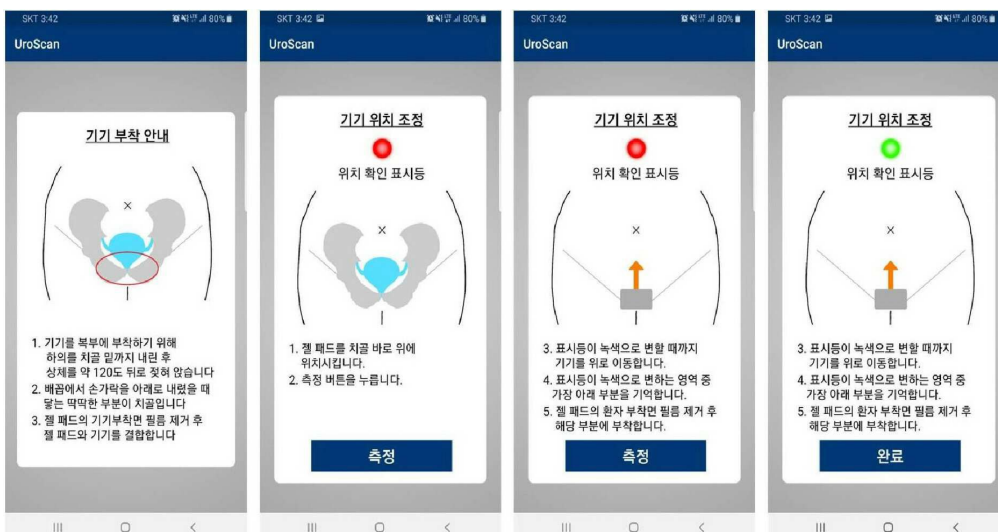 SKT 3:42
80%
UroScan
기기 부착 안내
1. 기기를 복부에 부착하기 위해
하의를 치골 밑까지 내린 후
상체를 약 120도 뒤로 젖혀 앉습니다
2. 배꼽에서 손가락을 아래로 내렸을 때
닿는 딱딱한 부분이 치골입니다
3. 젤 패드의 기기부착면 필름 제거 후
젤 패드와 기기를 결합합니다
SKT 3:42
80%
UroScan
기기 위치 조정
위치 확인 표시등
1. 젤 패드를 치골 바로 위에
위치시킵니다.
2. 측정 버튼을 누릅니다.
측정
SKT 3:42
80%
UroScan
기기 위치 조정
위치 확인 표시등
3. 표시등이 녹색으로 변할 때까지
기기를 위로 이동합니다.
4. 표시등이 녹색으로 변하는 영역 중
가장 아래 부분을 기억합니다.
5. 젤 패드의 환자 부착면 필름 제거 후
해당 부분에 부착합니다.
측정
SKT 3:42
80%
UroScan
기기 위치 조정
위치 확인 표시등
3. 표시등이 녹색으로 변할 때까지
기기를 위로 이동합니다.
4. 표시등이 녹색으로 변하는 영역 중
가장 아래 부분을 기억합니다.
5. 젤 패드의 환자 부착면 필름 제거 후
해당 부분에 부착합니다.
완료